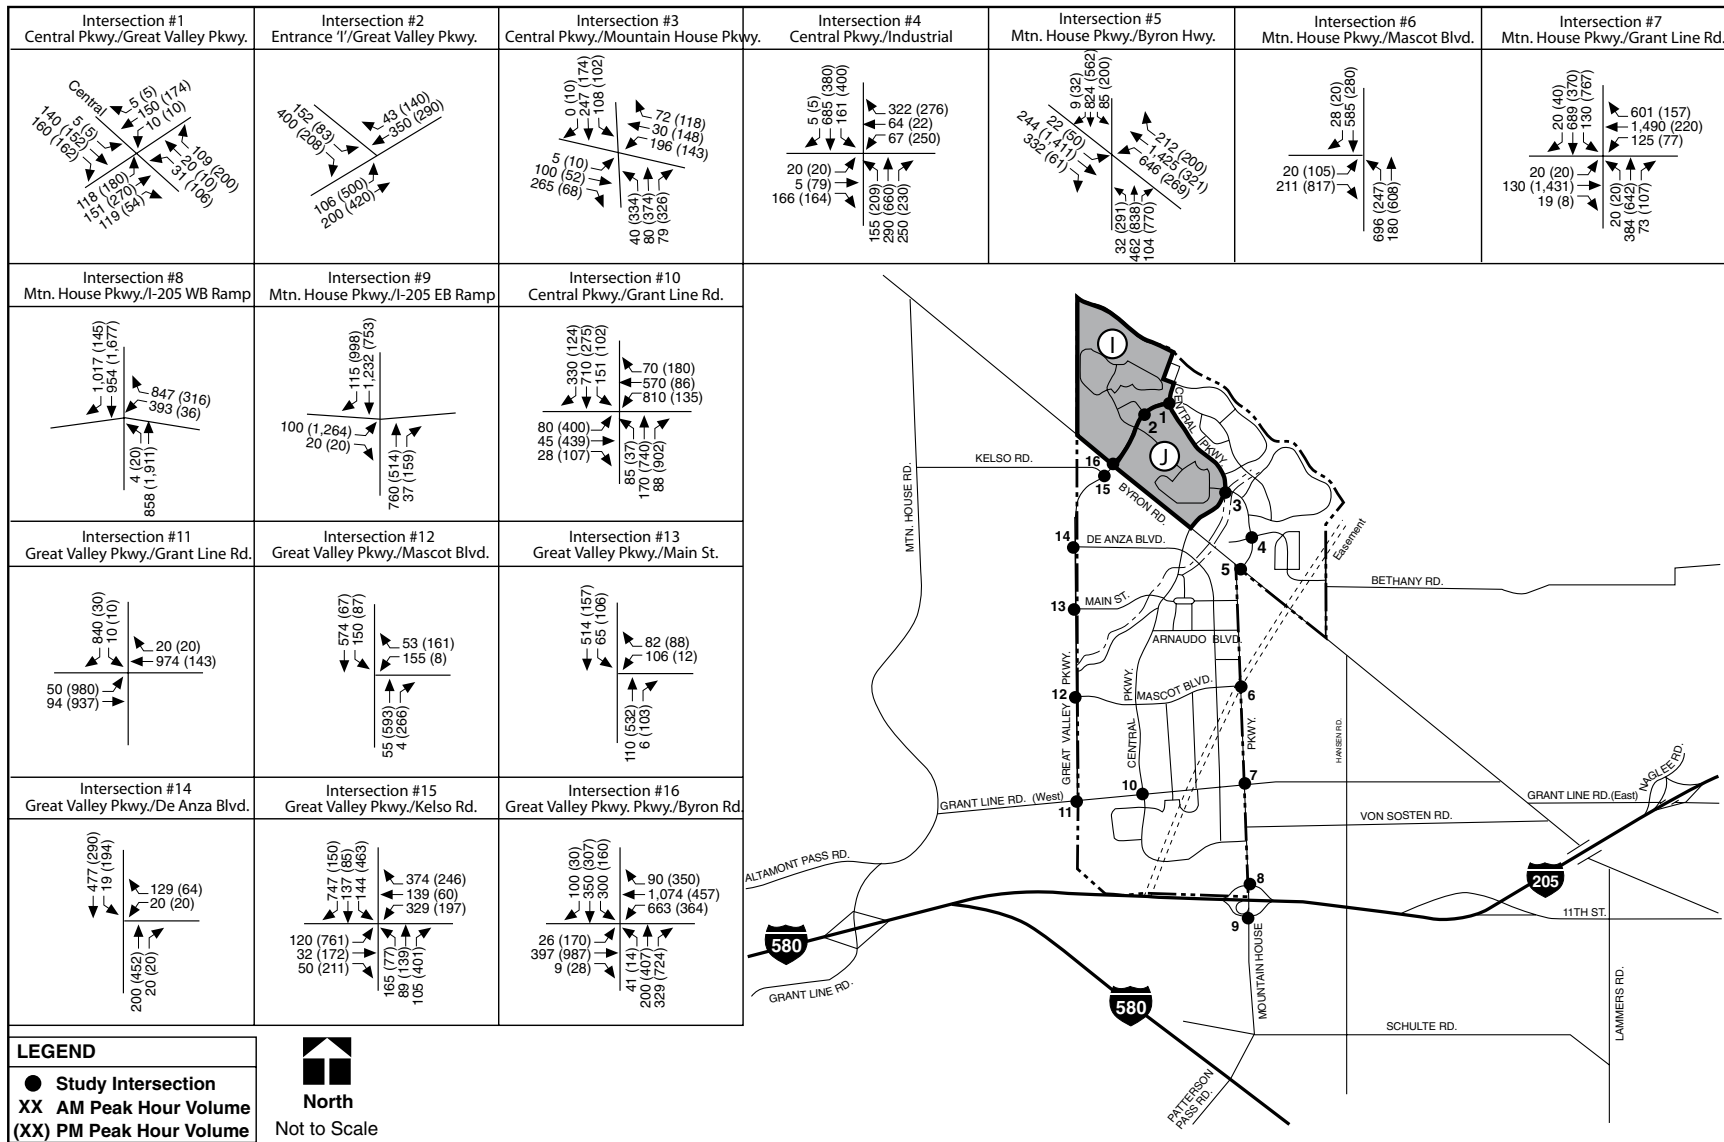 Intersection #1
Central Pkwy./Great Valley Pkwy.
Central
5 (5)
150 (174)
10 (10)
5 (5)
140 (152)
160 (162)
109 (200)
20 (10)
31 (106)
118 (180)
151 (270)
119 (54)
Intersection #2
Entrance 'I'/Great Valley Pkwy.
152 (83)
400 (208)
43 (140)
350 (290)
106 (500)
200 (420)
Intersection #3
Central Pkwy./Mountain House Pkwy.
0 (10)
247 (174)
108 (102)
72 (118)
30 (148)
196 (143)
5 (10)
100 (52)
265 (68)
40 (334)
80 (374)
79 (326)
Intersection #4
Central Pkwy./Industrial
5 (5)
685 (380)
161 (400)
322 (276)
64 (22)
67 (250)
20 (20)
5 (79)
166 (164)
155 (209)
290 (660)
250 (230)
Intersection #5
Mtn. House Pkwy./Byron Hwy.
9 (32)
824 (562)
85 (200)
22 (50)
244 (1,411)
332 (61)
212 (200)
1,425 (321)
646 (269)
32 (291)
462 (838)
104 (770)
Intersection #6
Mtn. House Pkwy./Mascot Blvd.
28 (20)
585 (280)
20 (105)
211 (817)
696 (247)
180 (608)
Intersection #7
Mtn. House Pkwy./Grant Line Rd.
20 (40)
689 (370)
130 (767)
601 (157)
1,490 (220)
125 (77)
20 (20)
130 (1,431)
19 (8)
20 (20)
384 (642)
73 (107)
Intersection #8
Mtn. House Pkwy./I-205 WB Ramp
1,017 (145)
954 (1,677)
847 (316)
393 (36)
4 (20)
858 (1,911)
Intersection #9
Mtn. House Pkwy./I-205 EB Ramp
115 (998)
1,232 (753)
100 (1,264)
20 (20)
760 (514)
37 (159)
Intersection #10
Central Pkwy./Grant Line Rd.
330 (124)
710 (275)
151 (102)
70 (180)
570 (86)
810 (135)
80 (400)
45 (439)
28 (107)
85 (37)
170 (740)
88 (902)
Intersection #11
Great Valley Pkwy./Grant Line Rd.
840 (30)
10 (10)
20 (20)
974 (143)
50 (980)
94 (937)
Intersection #12
Great Valley Pkwy./Mascot Blvd.
574 (67)
150 (87)
53 (161)
155 (8)
55 (593)
4 (266)
Intersection #13
Great Valley Pkwy./Main St.
514 (157)
65 (106)
82 (88)
106 (12)
110 (532)
6 (103)
Intersection #14
Great Valley Pkwy./De Anza Blvd.
477 (290)
19 (194)
129 (64)
20 (20)
200 (452)
20 (20)
Intersection #15
Great Valley Pkwy./Kelso Rd.
747 (150)
137 (85)
144 (463)
374 (246)
139 (60)
329 (197)
120 (761)
32 (172)
50 (211)
165 (77)
89 (139)
105 (401)
Intersection #16
Great Valley Pkwy. Pkwy./Byron Rd.
100 (30)
350 (307)
300 (160)
90 (350)
1,074 (457)
663 (364)
26 (170)
397 (987)
9 (28)
41 (14)
200 (407)
329 (724)
I
J
1
2
3
4
5
6
7
8
9
10
11
12
13
14
15
16
CENTRAL PKWY.
KELSO RD.
MTN. HOUSE RD.
BYRON RD.
DE ANZA BLVD.
Easement
BETHANY RD.
MAIN ST.
ARNAUDO BLVD.
MASCOT BLVD.
GREAT VALLEY PKWY.
CENTRAL PKWY.
PKWY.
HANSEN RD.
GRANT LINE RD. (West)
GRANT LINE RD.(East)
NAGLEE RD.
VON SOSTEN RD.
ALTAMONT PASS RD.
205
11TH ST.
580
580
GRANT LINE RD.
MOUNTAIN HOUSE
SCHULTE RD.
LAMMERS RD.
PATTERSON
PASS RD.
LEGEND
Study Intersection
XX AM Peak Hour Volume
(XX) PM Peak Hour Volume
North
Not to Scale